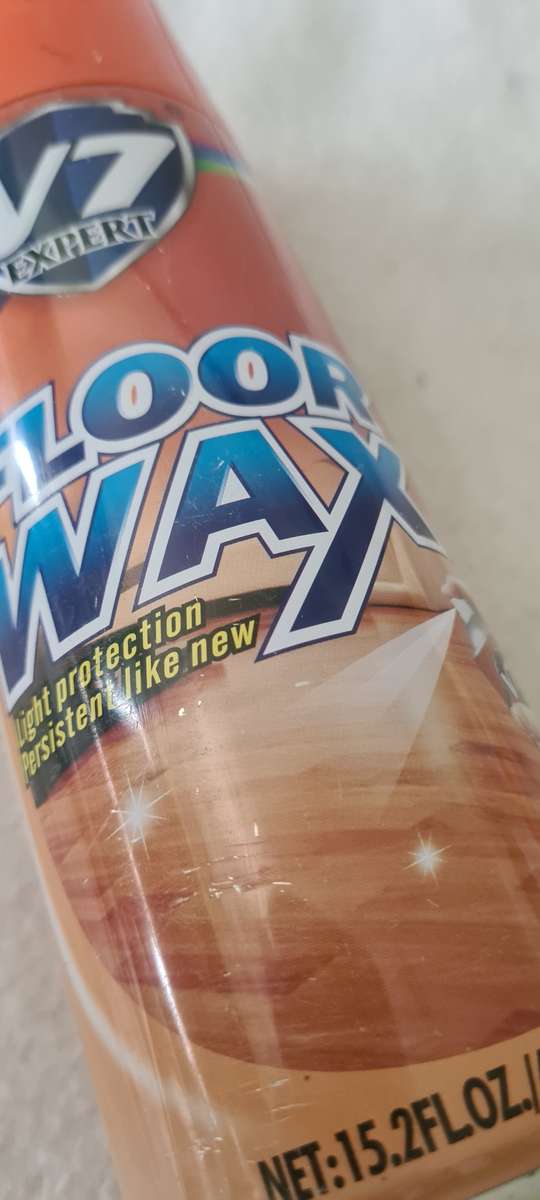 V7
EXPERT
FLOOR
WAX
Light protection
Persistent like new
NET:15.2FL.OZ./